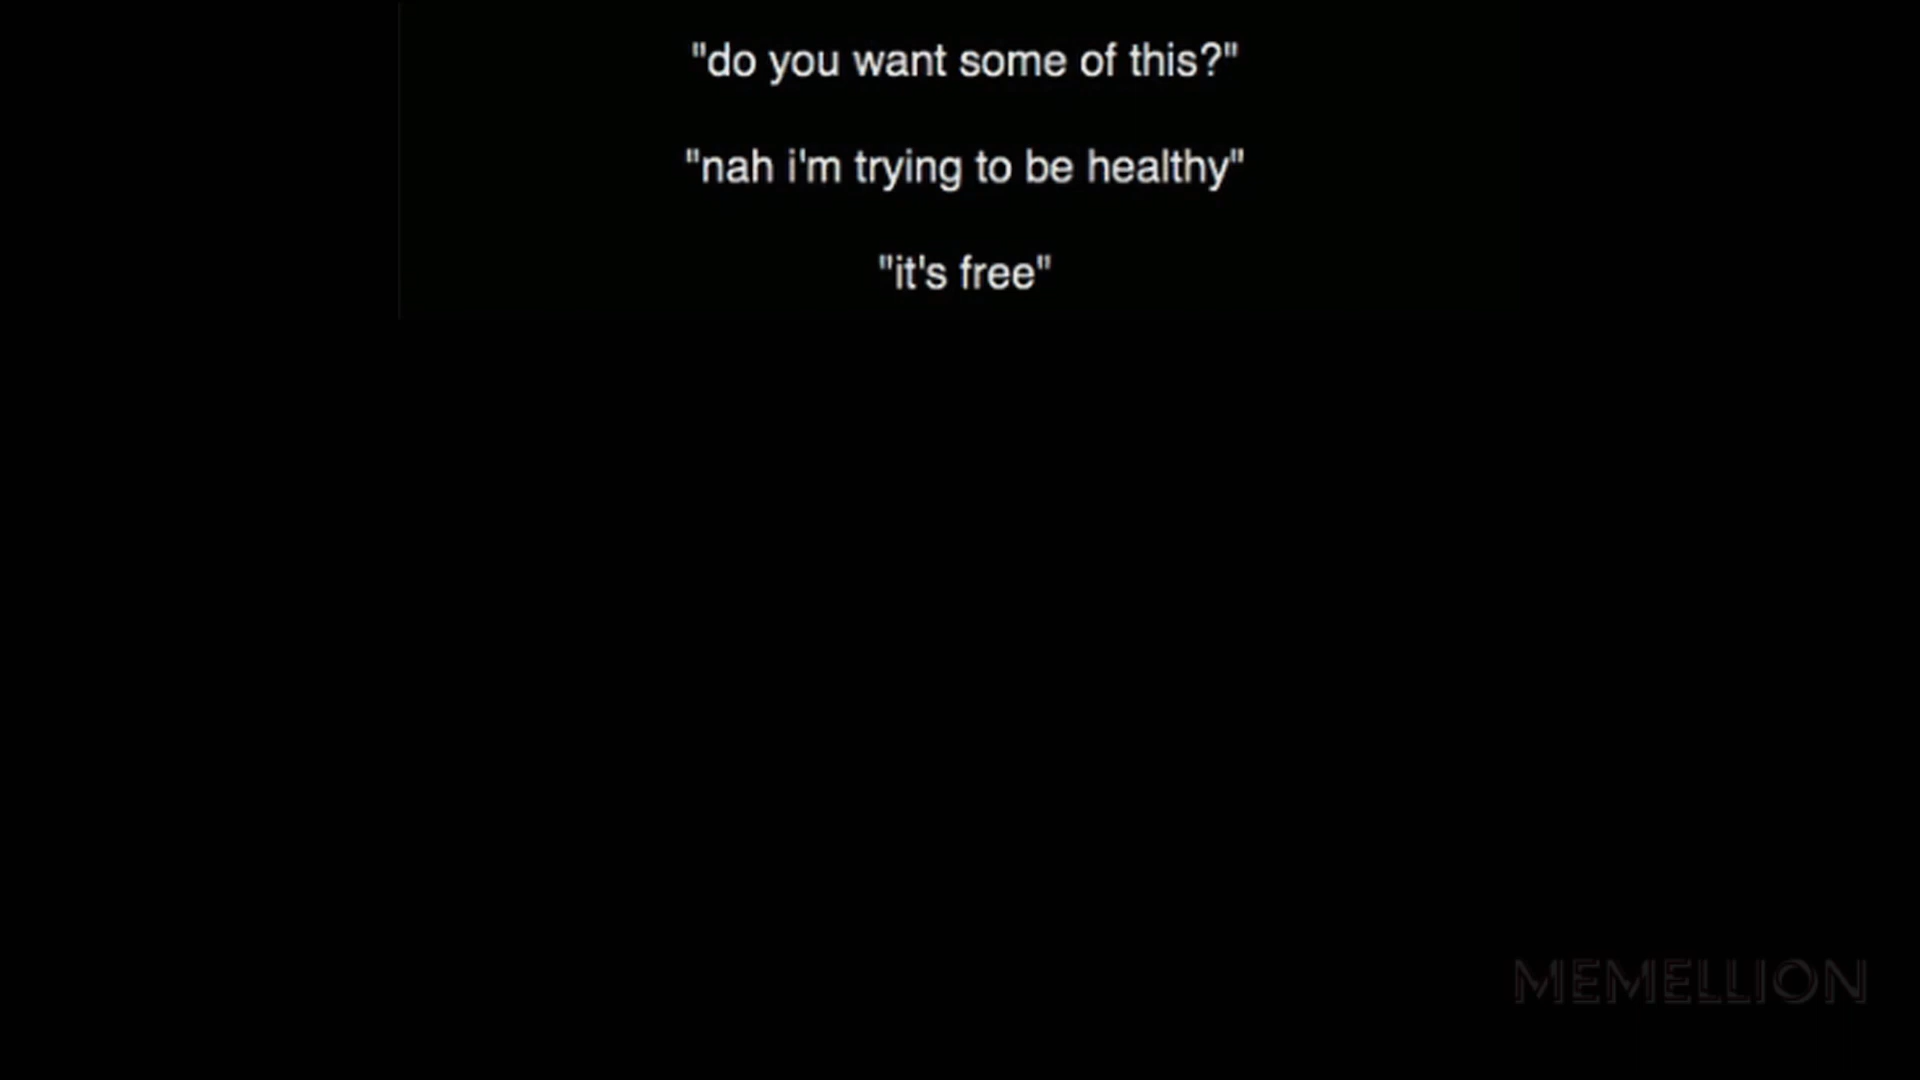 "do you want some of this?"
"nah i'm trying to be healthy"
"it's free"
MEMELLION